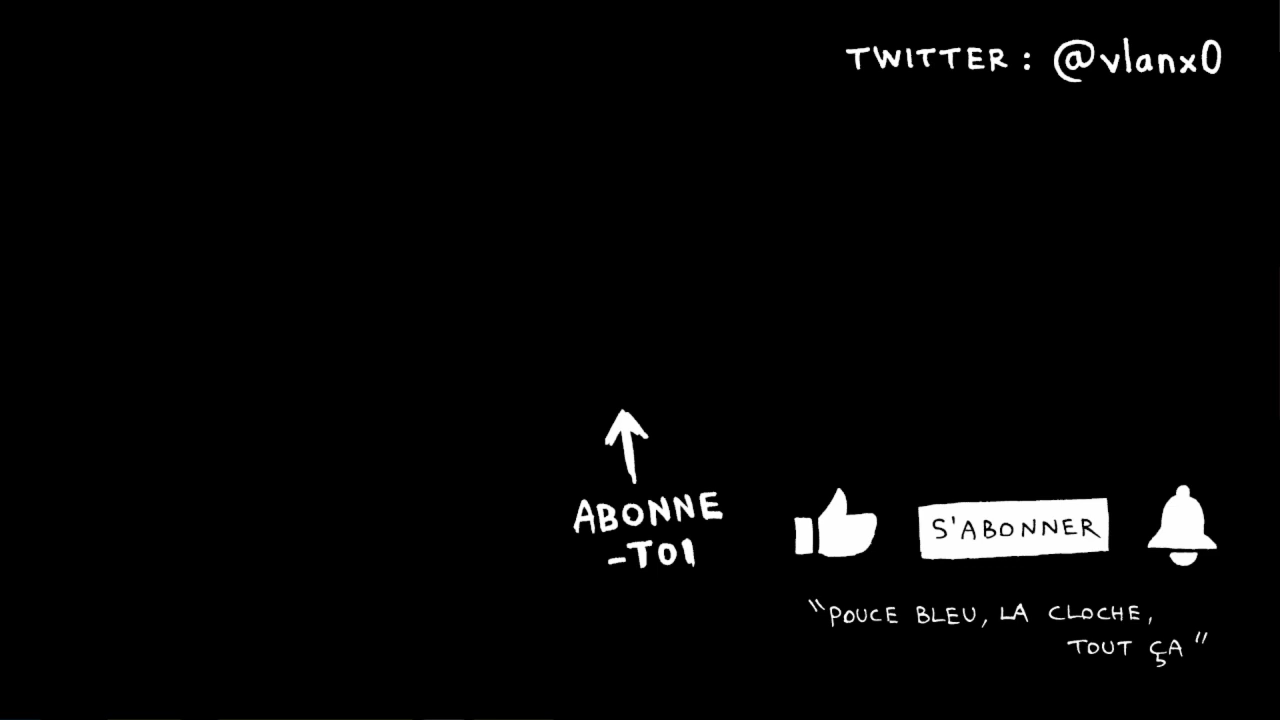 TWITTER : @vlanx0
ABONNE
-TOI
S'ABONNER
"POUCE BLEU, LA CLOCHE,
TOUT ÇA"